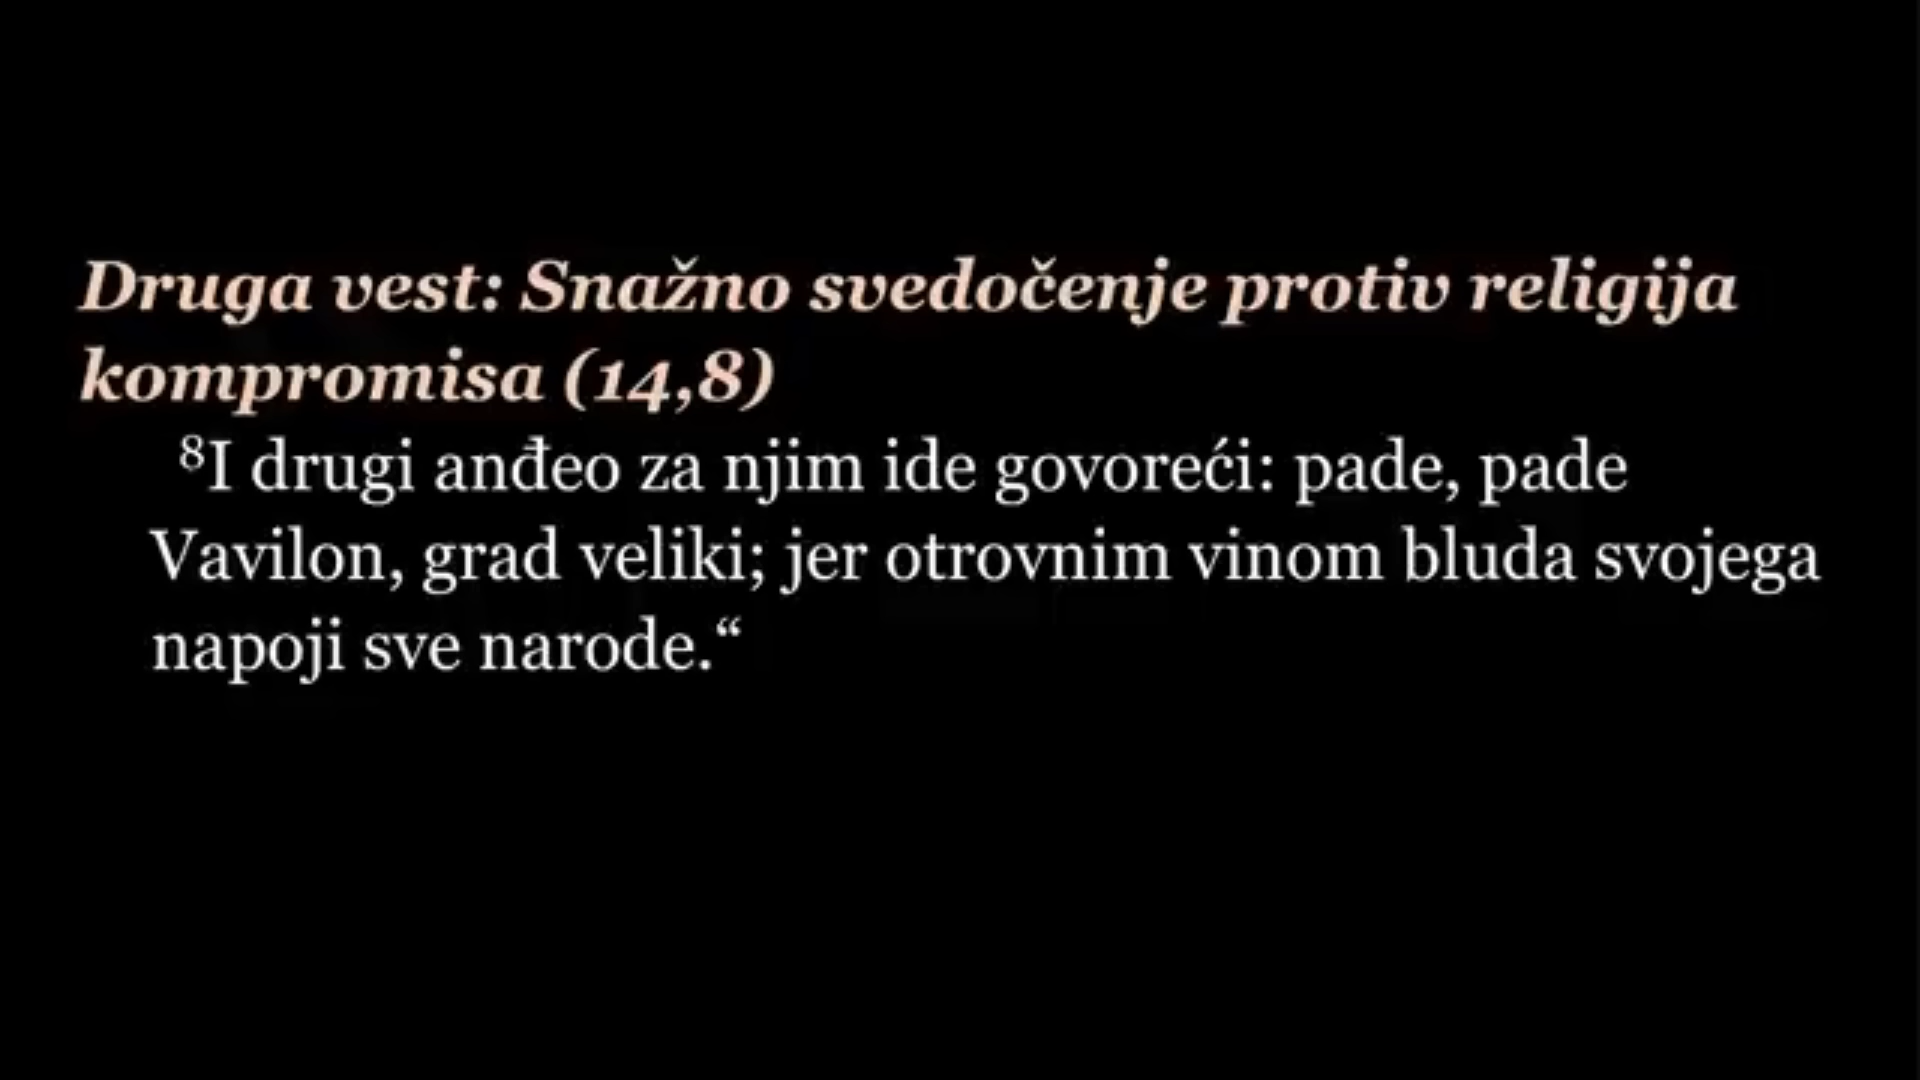 Druga vest: Snažno svedočenje protiv religija
kompromisa (14,8)
⁸I drugi anđeo za njim ide govoreći: pade, pade
Vavilon, grad veliki; jer otrovnim vinom bluda svojega
napoji sve narode.“